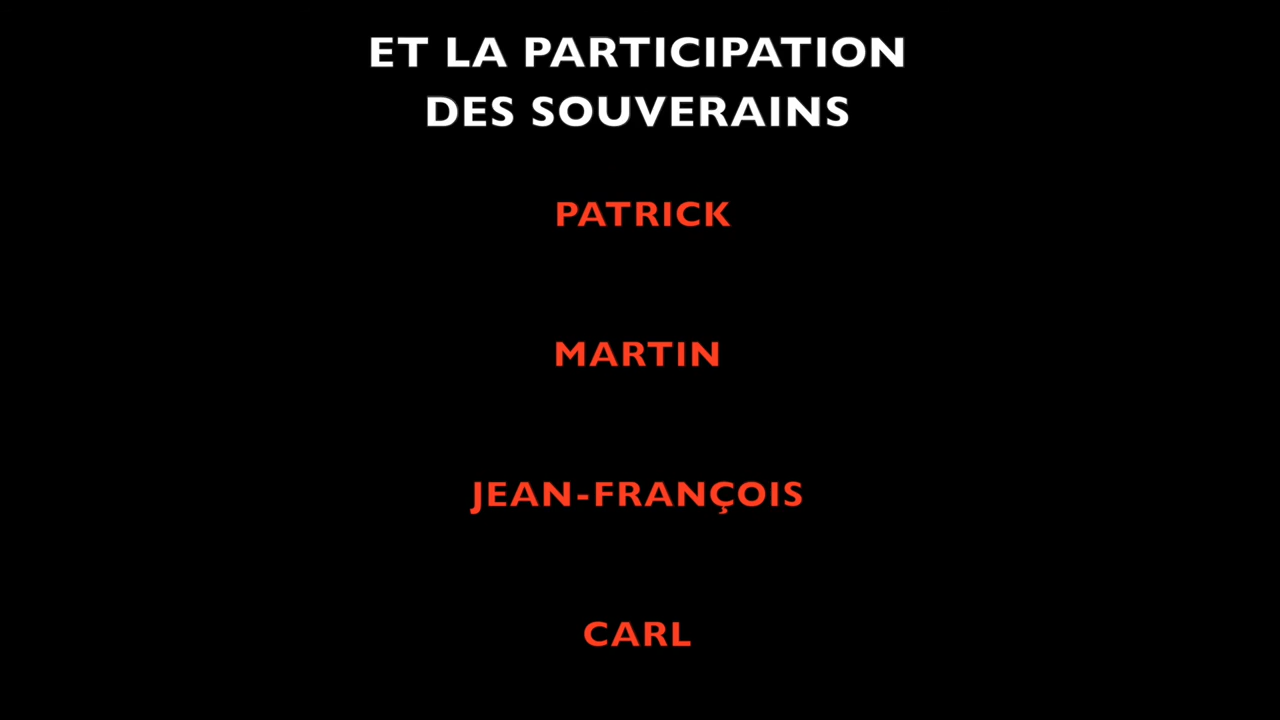 ET LA PARTICIPATION
DES SOUVERAINS
PATRICK
MARTIN
JEAN-FRANÇOIS
CARL